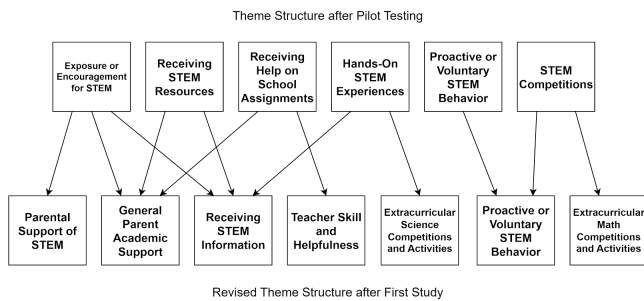 Theme Structure after Pilot Testing
Exposure or
Encouragement
for STEM
Receiving
STEM
Resources
Receiving
Help on
School
Assignments
Hands-On
STEM
Experiences
Proactive or
Voluntary
STEM
Behavior
STEM
Competitions
Parental
Support of
STEM
General
Parent
Academic
Support
Receiving
STEM
Information
Teacher Skill
and
Helpfulness
Extracurricular
Science
Competitions
and Activities
Proactive or
Voluntary
STEM
Behavior
Extracurricular
Math
Competitions
and Activities
Revised Theme Structure after First Study